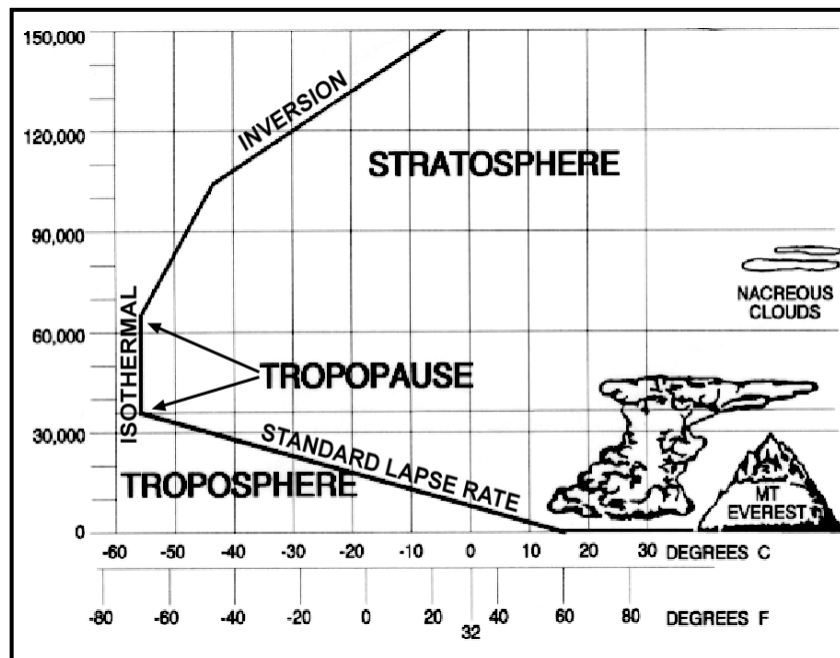 150,000
INVERSION
120,000
STRATOSPHERE
90,000
NACREOUS
CLOUDS
ISOTHERMAL
60,000
TROPOPAUSE
30,000
STANDARD LAPSE RATE
TROPOSPHERE
MT
EVEREST
0
-60 -50 -40 -30 -20 -10 0 10 20 30 DEGREES C
-80 -60 -40 -20 0 20 40 60 80 DEGREES F
32